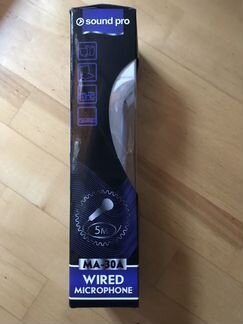 sound pro
5M
MA-30A
WIRED
MICROPHONE